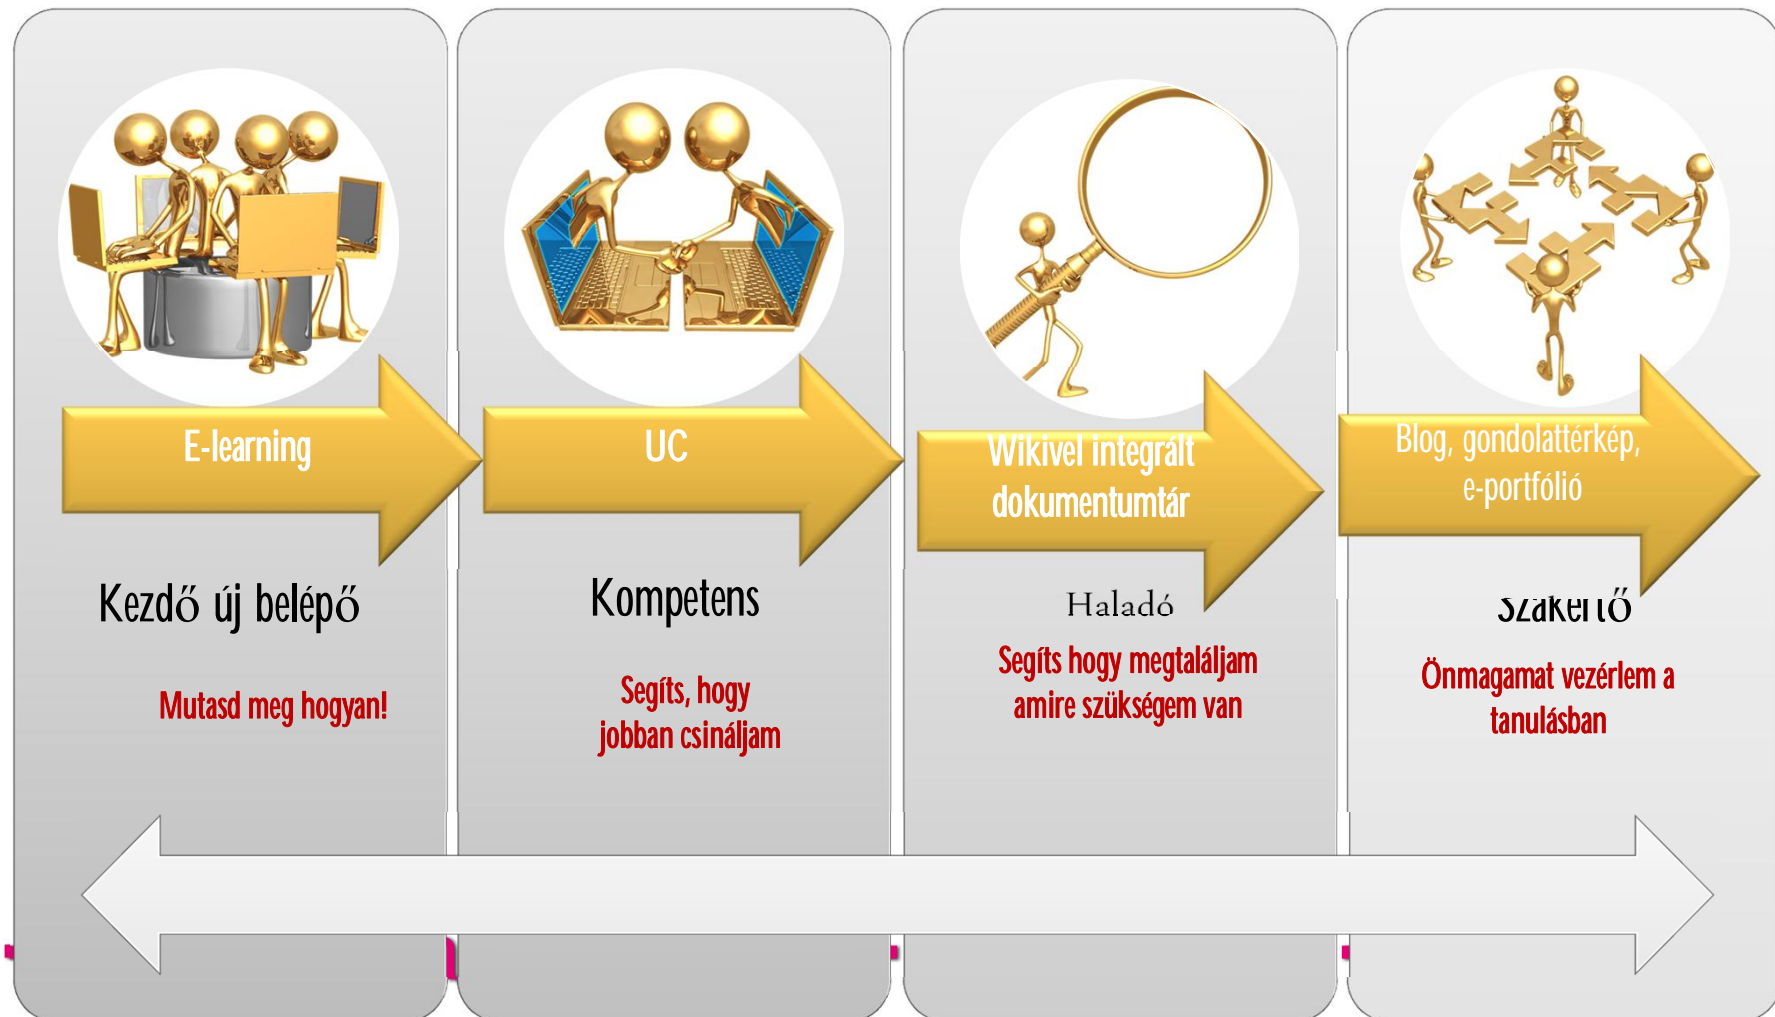 E-learning
Kezdő új belépő
Mutasd meg hogyan!
UC
Kompetens
Segíts, hogy
jobban csináljam
Wikivel integrált
dokumentumtár
Haladó
Segíts hogy megtaláljam
amire szükségem van
Blog, gondolattérkép,
e-portfólió
Szakértő
Önmagamat vezérlem a
tanulásban